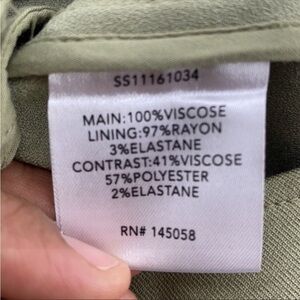 SS11161034
MAIN:100%VISCOSE
LINING:97%RAYON
3%ELASTANE
CONTRAST:41%VISCOSE
57%POLYESTER
2%ELASTANE
RN# 145058